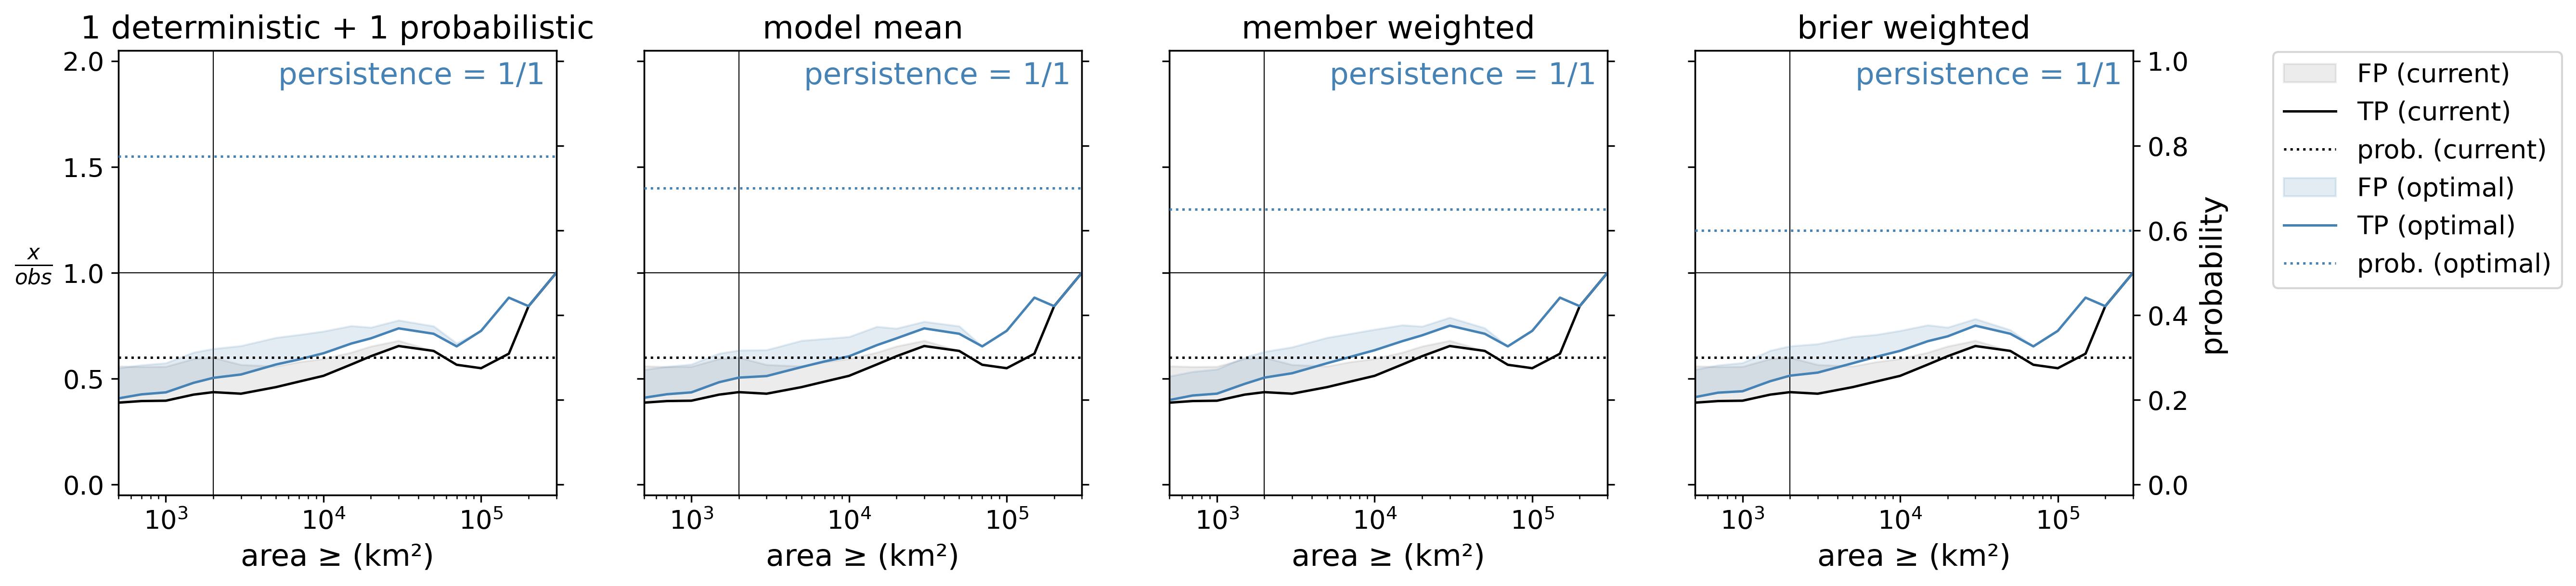 1 deterministic + 1 probabilistic
model mean
member weighted
brier weighted
persistence = 1/1
persistence = 1/1
persistence = 1/1
persistence = 1/1
2.0
1.5
1.0
0.5
0.0
x
obs
10³
10⁴
10⁵
10³
10⁴
10⁵
10³
10⁴
10⁵
10³
10⁴
10⁵
area ≥ (km²)
area ≥ (km²)
area ≥ (km²)
area ≥ (km²)
1.0
0.8
0.6
0.4
0.2
0.0
probability
FP (current)
TP (current)
prob. (current)
FP (optimal)
TP (optimal)
prob. (optimal)